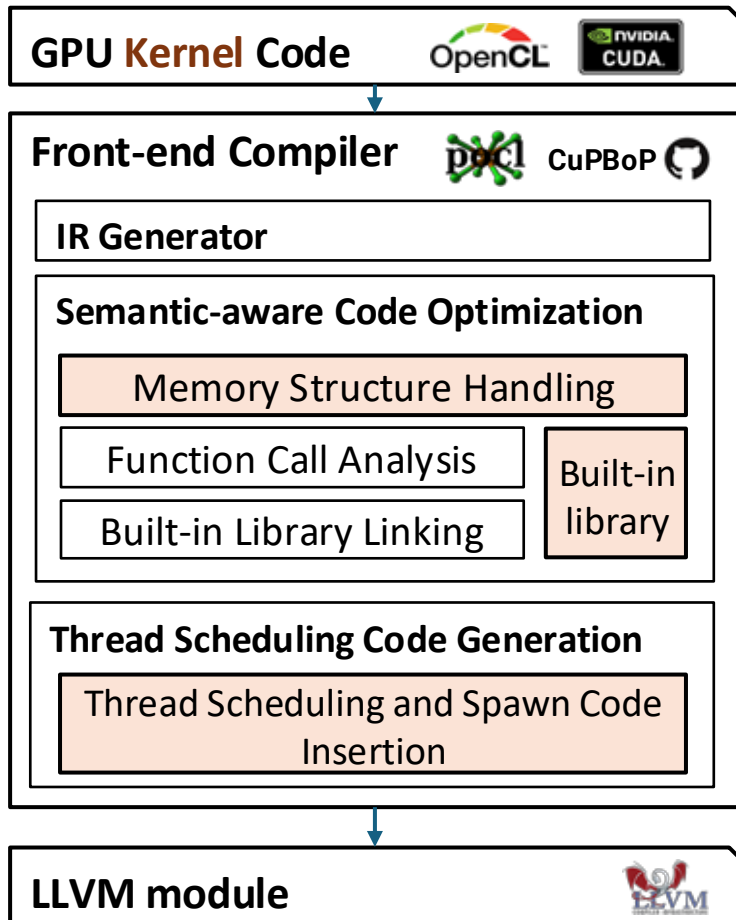 GPU Kernel Code OpenCL NVIDIA. CUDA.
Front-end Compiler pocl CuPBoP
IR Generator
Semantic-aware Code Optimization
Memory Structure Handling
Function Call Analysis
Built-in Library Linking
Built-in
library
Thread Scheduling Code Generation
Thread Scheduling and Spawn Code
Insertion
LLVM module LLVM